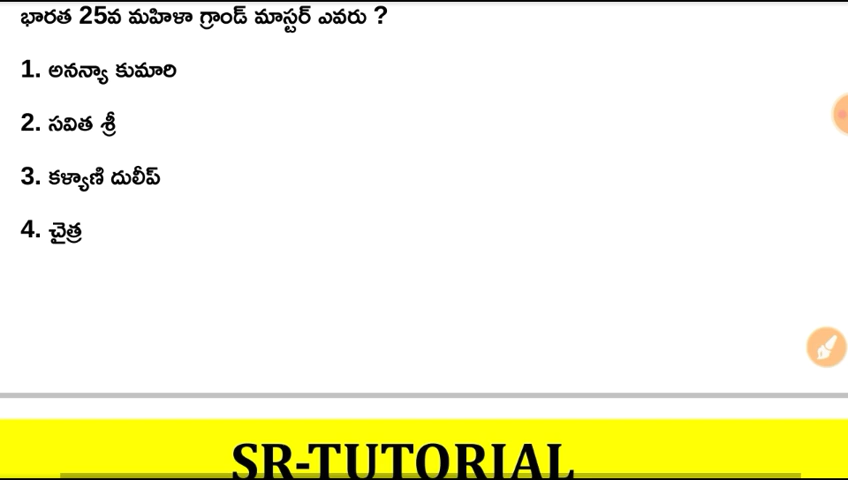 భారత 25వ మహిళా గ్రాండ్ మాస్టర్ ఎవరు ?
1. అనన్యా కుమారి
2. సవిత శ్రీ
3. కళ్యాణి దులీప్
4. చైత్ర
SR-TUTORIAL